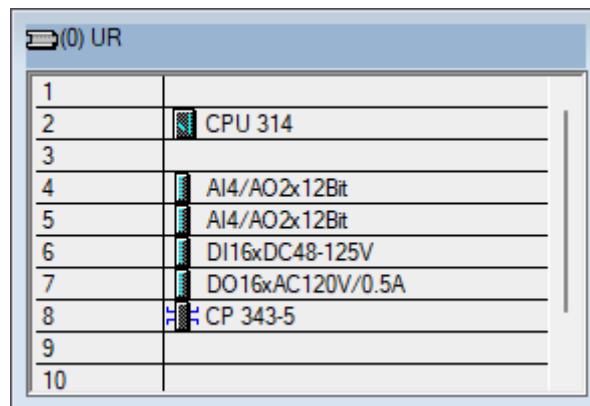 (0) UR
1
2 CPU 314
3
4 AI4/AO2x12Bit
5 AI4/AO2x12Bit
6 DI16xDC48-125V
7 DO16xAC120V/0.5A
8 CP 343-5
9
10